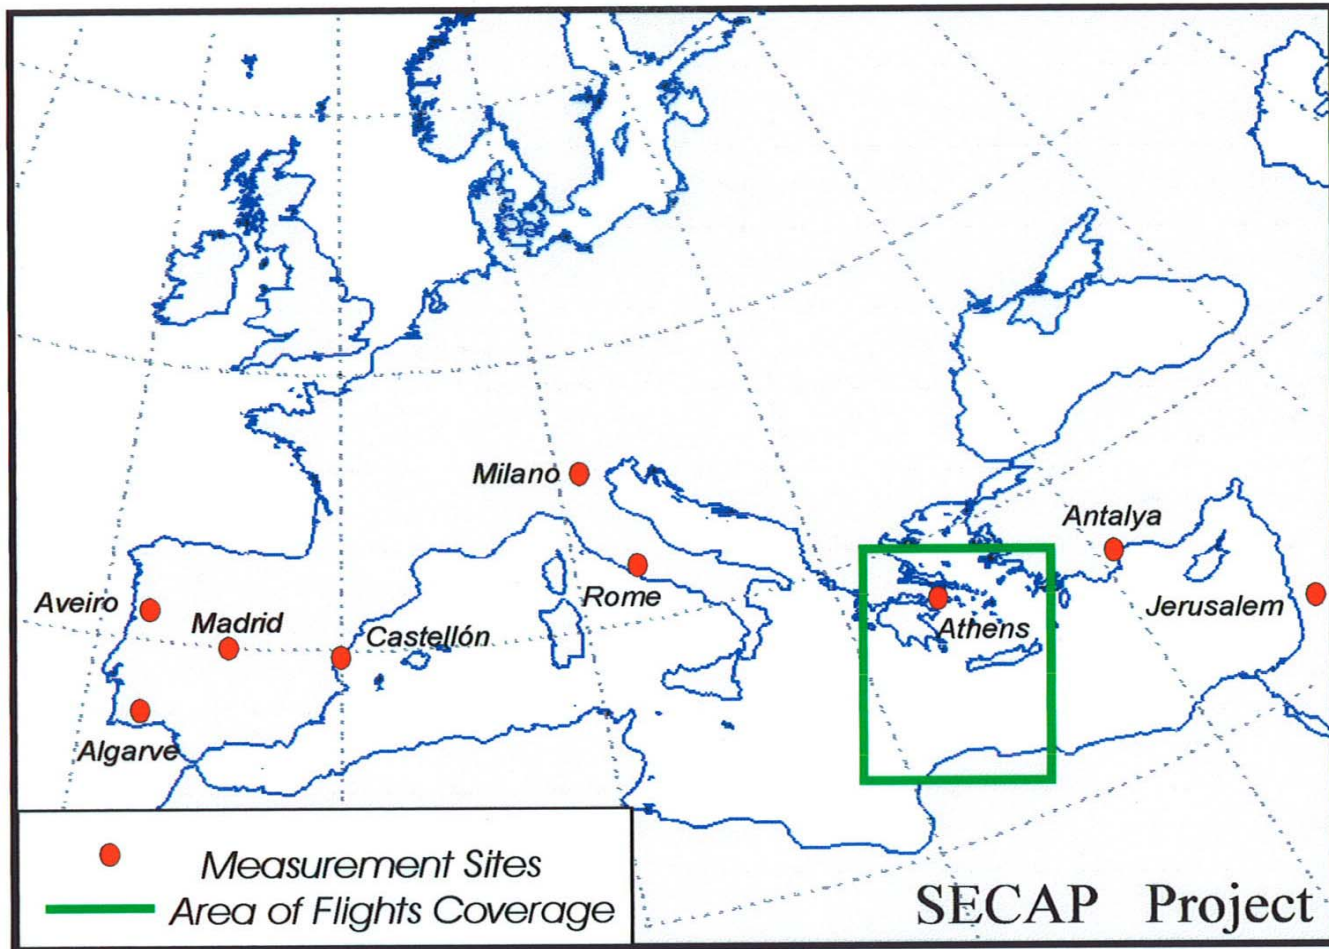 Milano
Antalya
Aveiro
Madrid
Castellón
Rome
Athens
Jerusalem
Algarve
Measurement Sites
Area of Flights Coverage
SECAP Project